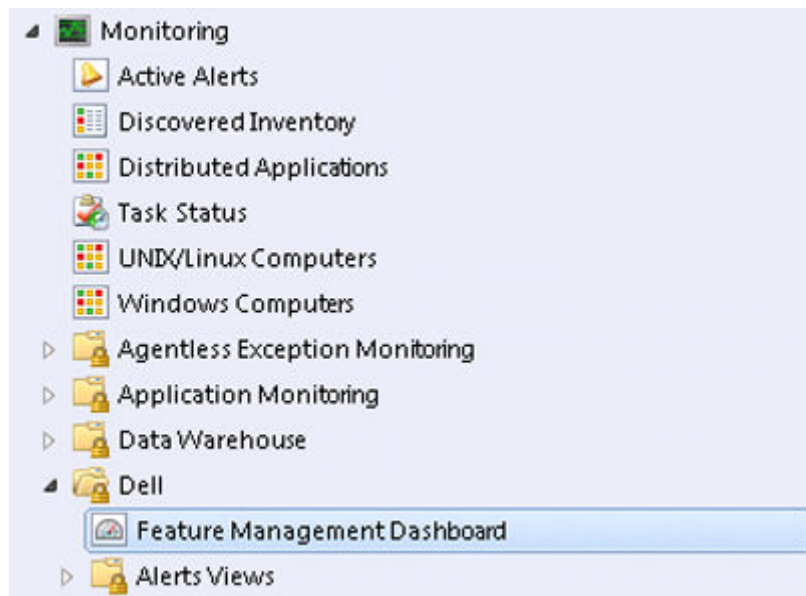 Monitoring
Active Alerts
Discovered Inventory
Distributed Applications
Task Status
UNIX/Linux Computers
Windows Computers
Agentless Exception Monitoring
Application Monitoring
Data Warehouse
Dell
Feature Management Dashboard
Alerts Views